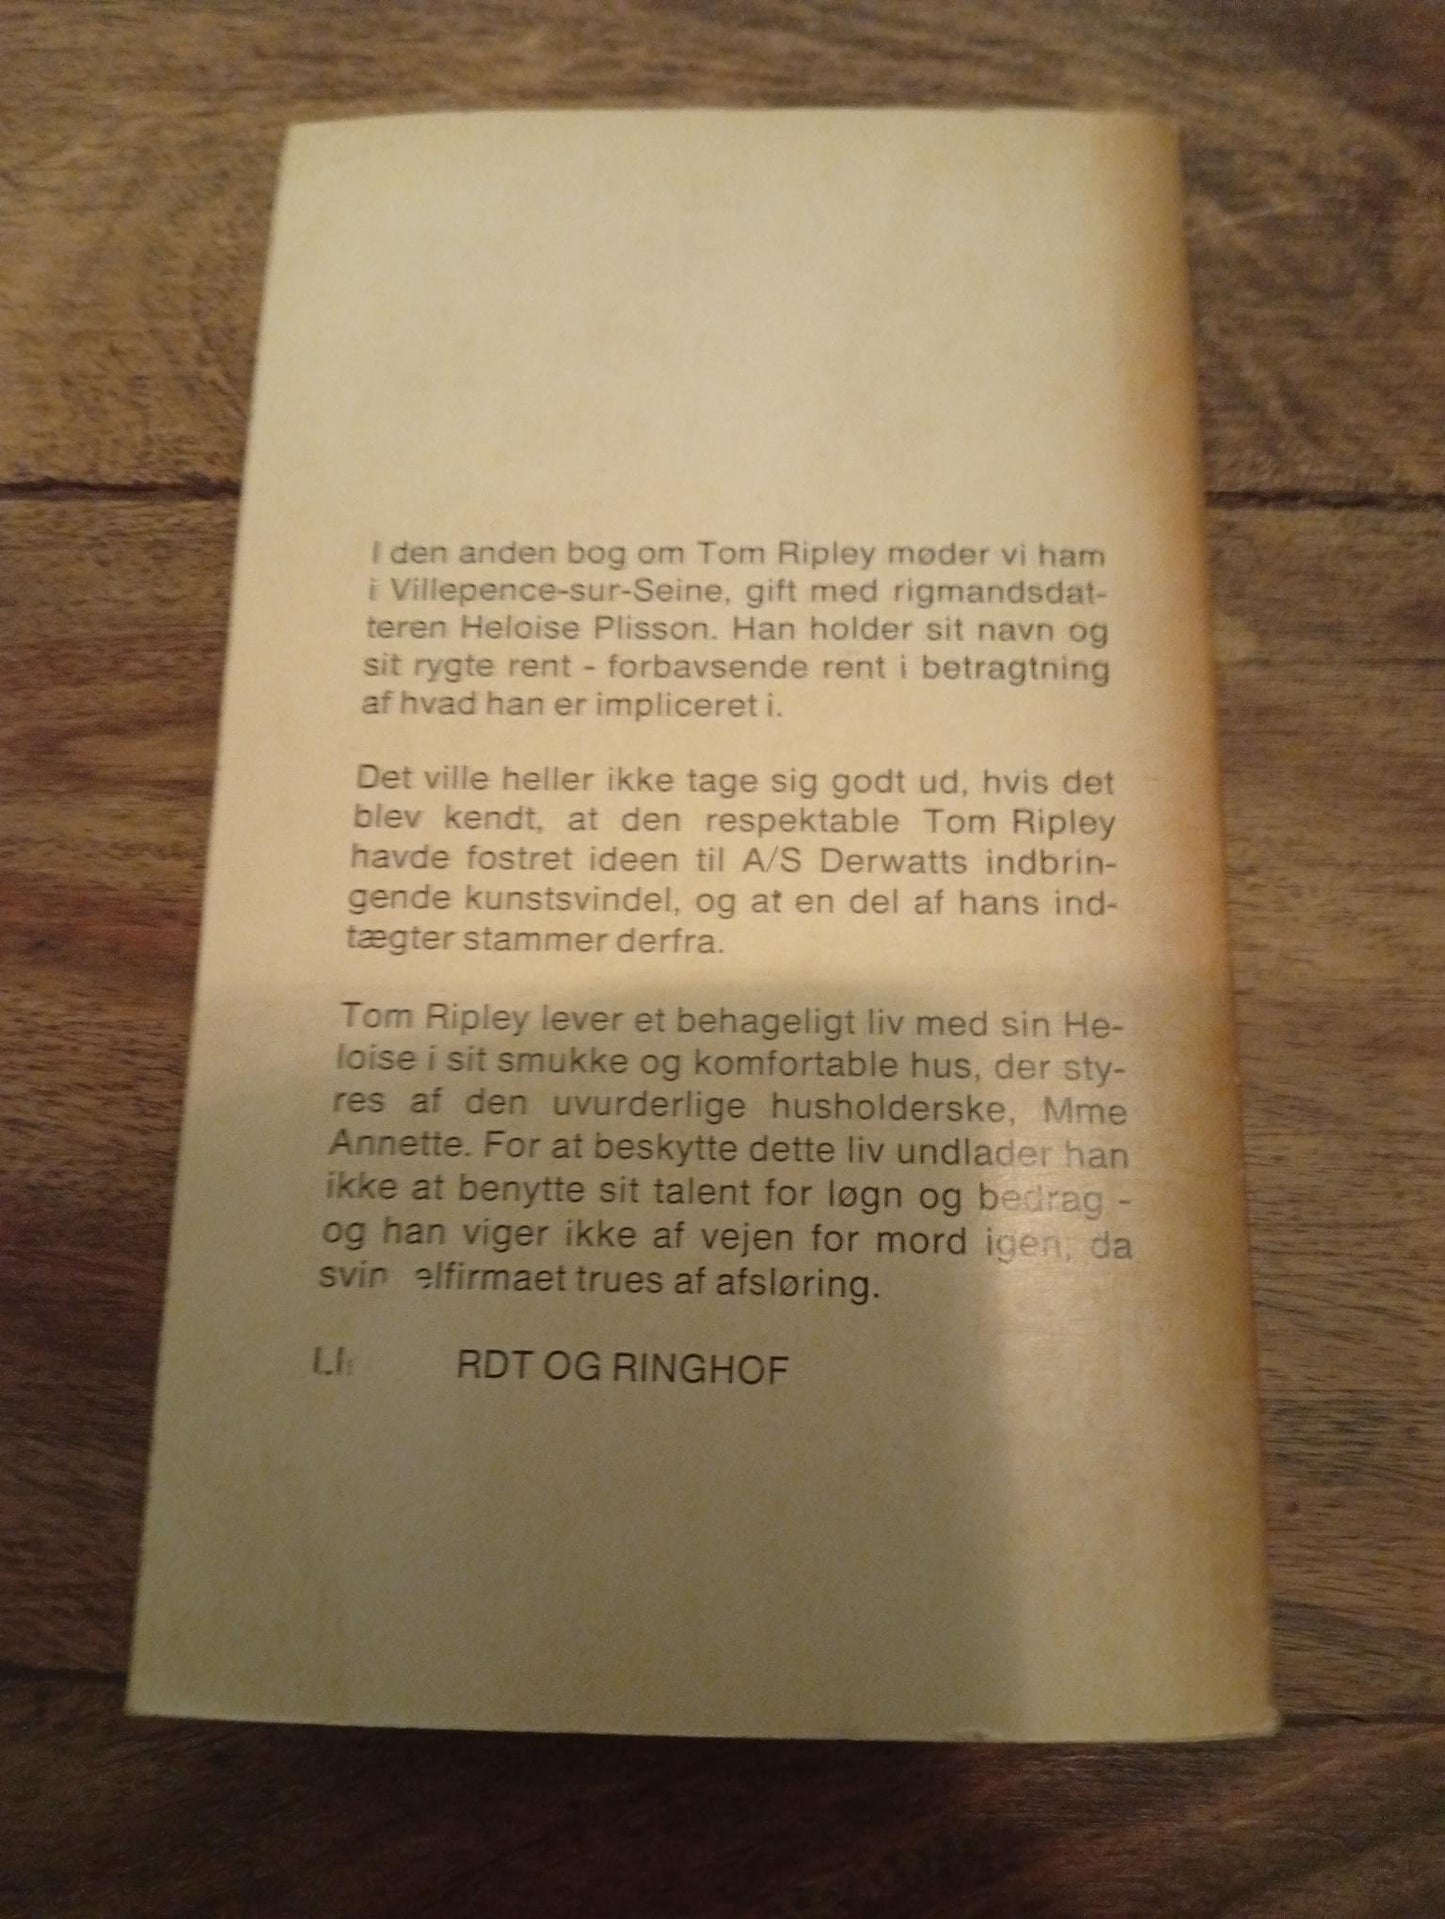 I den anden bog om Tom Ripley møder vi ham
i Villepence-sur-Seine, gift med rigmandsdat-
teren Heloise Plisson. Han holder sit navn og
sit rygte rent - forbavsende rent i betragtning
af hvad han er impliceret i.
Det ville heller ikke tage sig godt ud, hvis det
blev kendt, at den respektable Tom Ripley
havde fostret ideen til A/S Derwatts indbrin-
gende kunstsvindel, og at en del af hans ind-
tægter stammer derfra.
Tom Ripley lever et behageligt liv med sin He-
loise i sit smukke og komfortable hus, der sty-
res af den uvurderlige husholderske, Mme
Annette. For at beskytte dette liv undlader han
ikke at benytte sit talent for løgn og bedrag -
og han viger ikke af vejen for mord igen, da
trues af afsløring.
OG RINGHOF